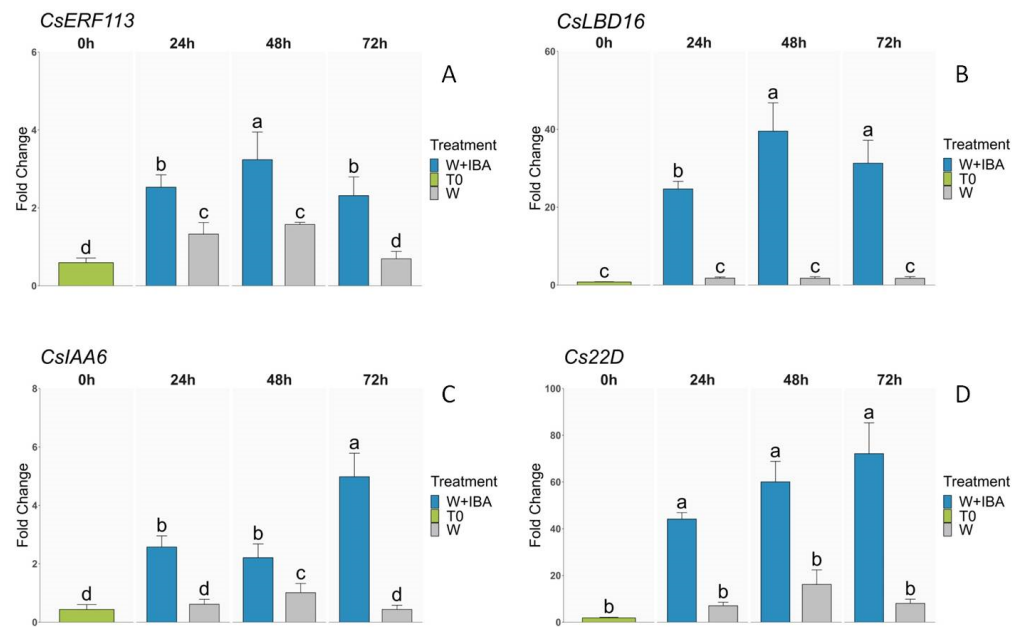 CsERF113
0h 24h 48h 72h
A
6
4
2
0
Fold Change
d b c a c b d
Treatment
W+IBA
T0
W
CsLBD16
0h 24h 48h 72h
B
60
40
20
0
Fold Change
c b c a c a c
Treatment
W+IBA
T0
W
CsIAA6
0h 24h 48h 72h
C
8
6
4
2
0
Fold Change
d b d b c a d
Treatment
W+IBA
T0
W
Cs22D
0h 24h 48h 72h
D
100
80
60
40
20
0
Fold Change
b a b a b a b
Treatment
W+IBA
T0
W